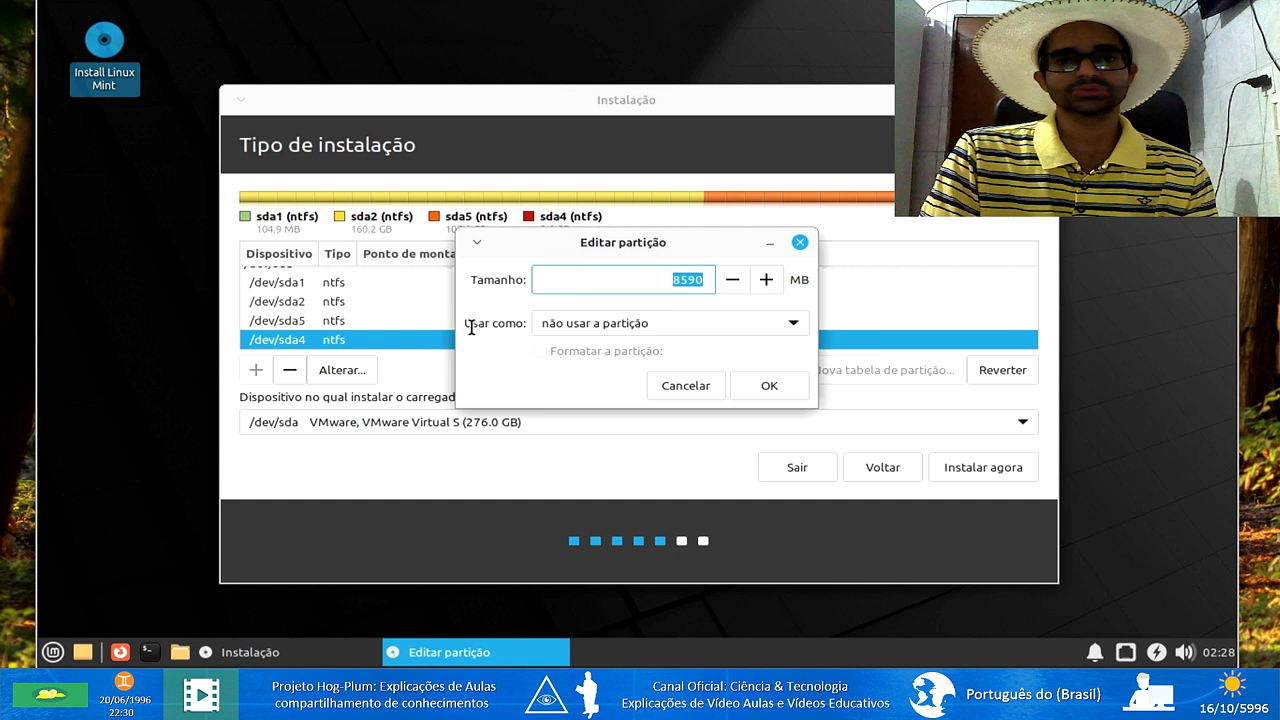 Install Linux
Mint
Instalação
Tipo de instalação
sda1 (ntfs)
104.9 MB
sda2 (ntfs)
160.2 GB
sda5 (ntfs)
sda4 (ntfs)
Dispositivo Tipo Ponto de monta
/dev/sda1 ntfs
/dev/sda2 ntfs
/dev/sda5 ntfs
/dev/sda4 ntfs
Alterar...
Nova tabela de partição...
Reverter
Editar partição
Tamanho: 8590 MB
Usar como: não usar a partição
Formatar a partição:
Cancelar
OK
Dispositivo no qual instalar o carregad
/dev/sda VMware, VMware Virtual S (276.0 GB)
Sair
Voltar
Instalar agora
Instalação
Editar partição
02:28
20/06/1996
22:30
Projeto Hog-Plum: Explicações de Aulas
compartilhamento de conhecimentos
Canal Oficial: Ciência & Tecnologia
Explicações de Vídeo Aulas e Vídeos Educativos
Português do (Brasil)
16/10/5996